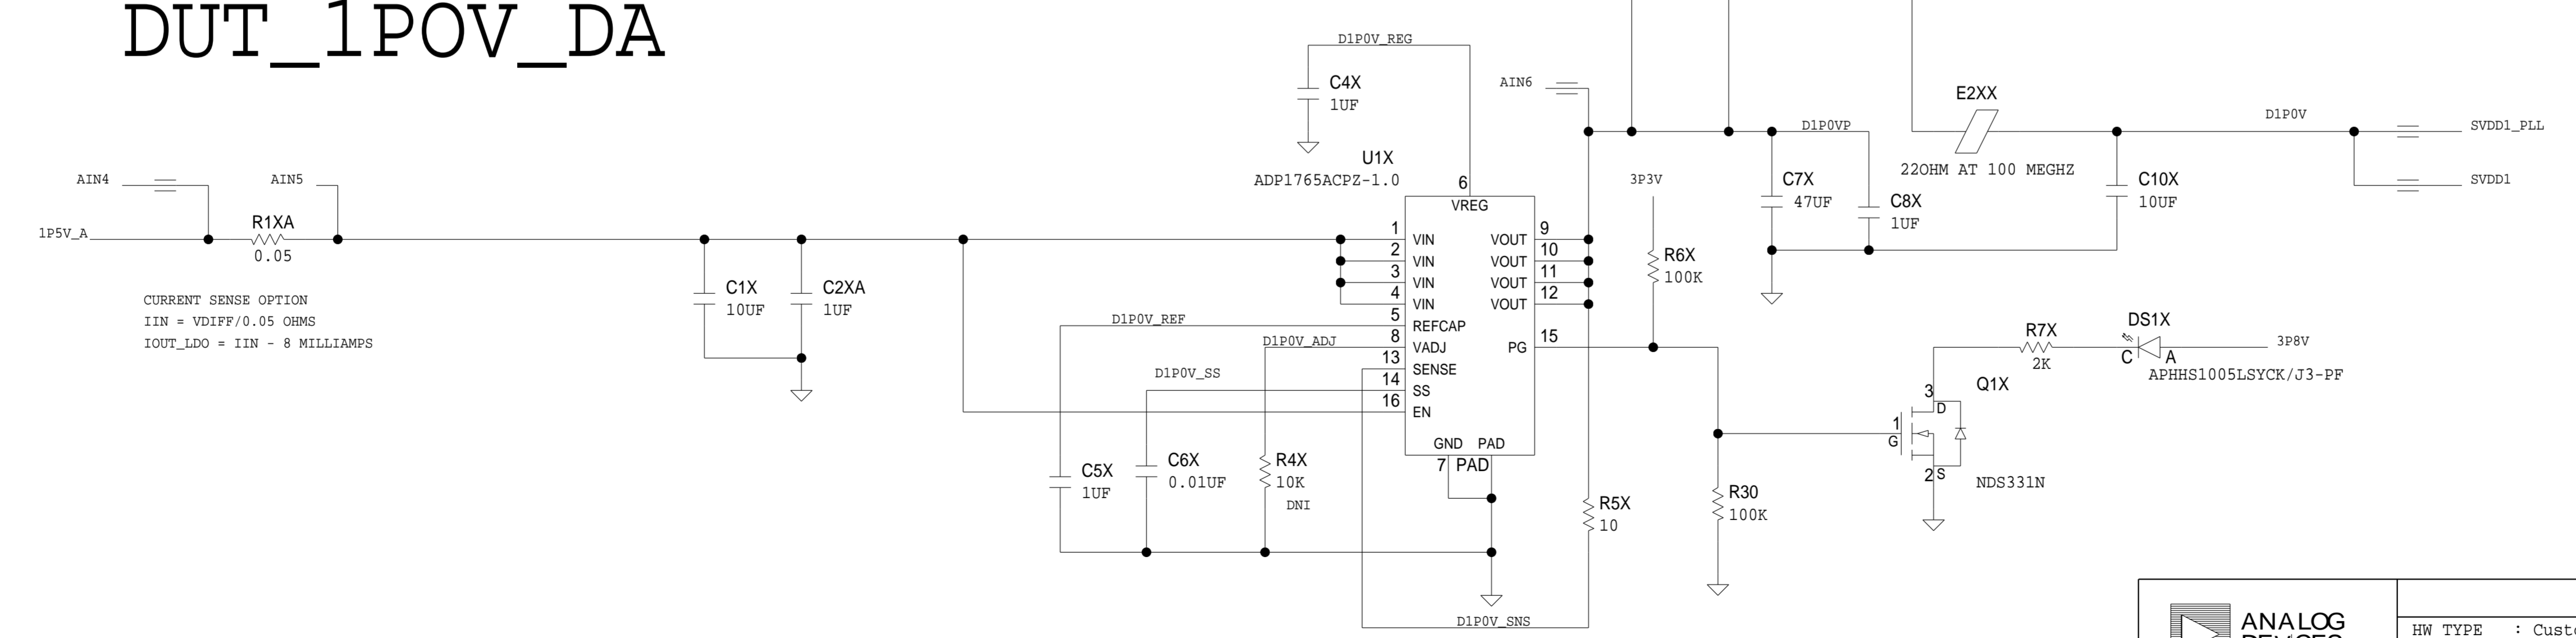 DUT_1P0V_DA
D1P0V_REG
C4X
1UF
AIN6
E2XX
D1P0V
D1P0VP
SVDD1_PLL
22OHM AT 100 MEGHZ
U1X
ADP1765ACPZ-1.0
AIN4
AIN5
3P3V
C7X
47UF
C8X
1UF
C10X
10UF
SVDD1
6
VREG
1P5V_A
R1XA
0.05
1 VIN VOUT 9
2 VIN VOUT 10
3 VIN VOUT 11
4 VIN VOUT 12
5 REFCAP
8 VADJ PG 15
13 SENSE
14 SS
16 EN
GND PAD
7 PAD
R6X
100K
CURRENT SENSE OPTION
IIN = VDIFF/0.05 OHMS
IOUT_LDO = IIN - 8 MILLIAMPS
C1X
10UF
C2XA
1UF
D1P0V_REF
D1P0V_ADJ
D1P0V_SS
R7X
2K
DS1X
C A
3P8V
APHHS1005LSYCK/J3-PF
Q1X
3
D
1
G
2 S
NDS331N
C5X
1UF
C6X
0.01UF
R4X
10K
DNI
R5X
10
R30
100K
D1P0V_SNS
ANALOG
DEVICES
HW TYPE : Custo